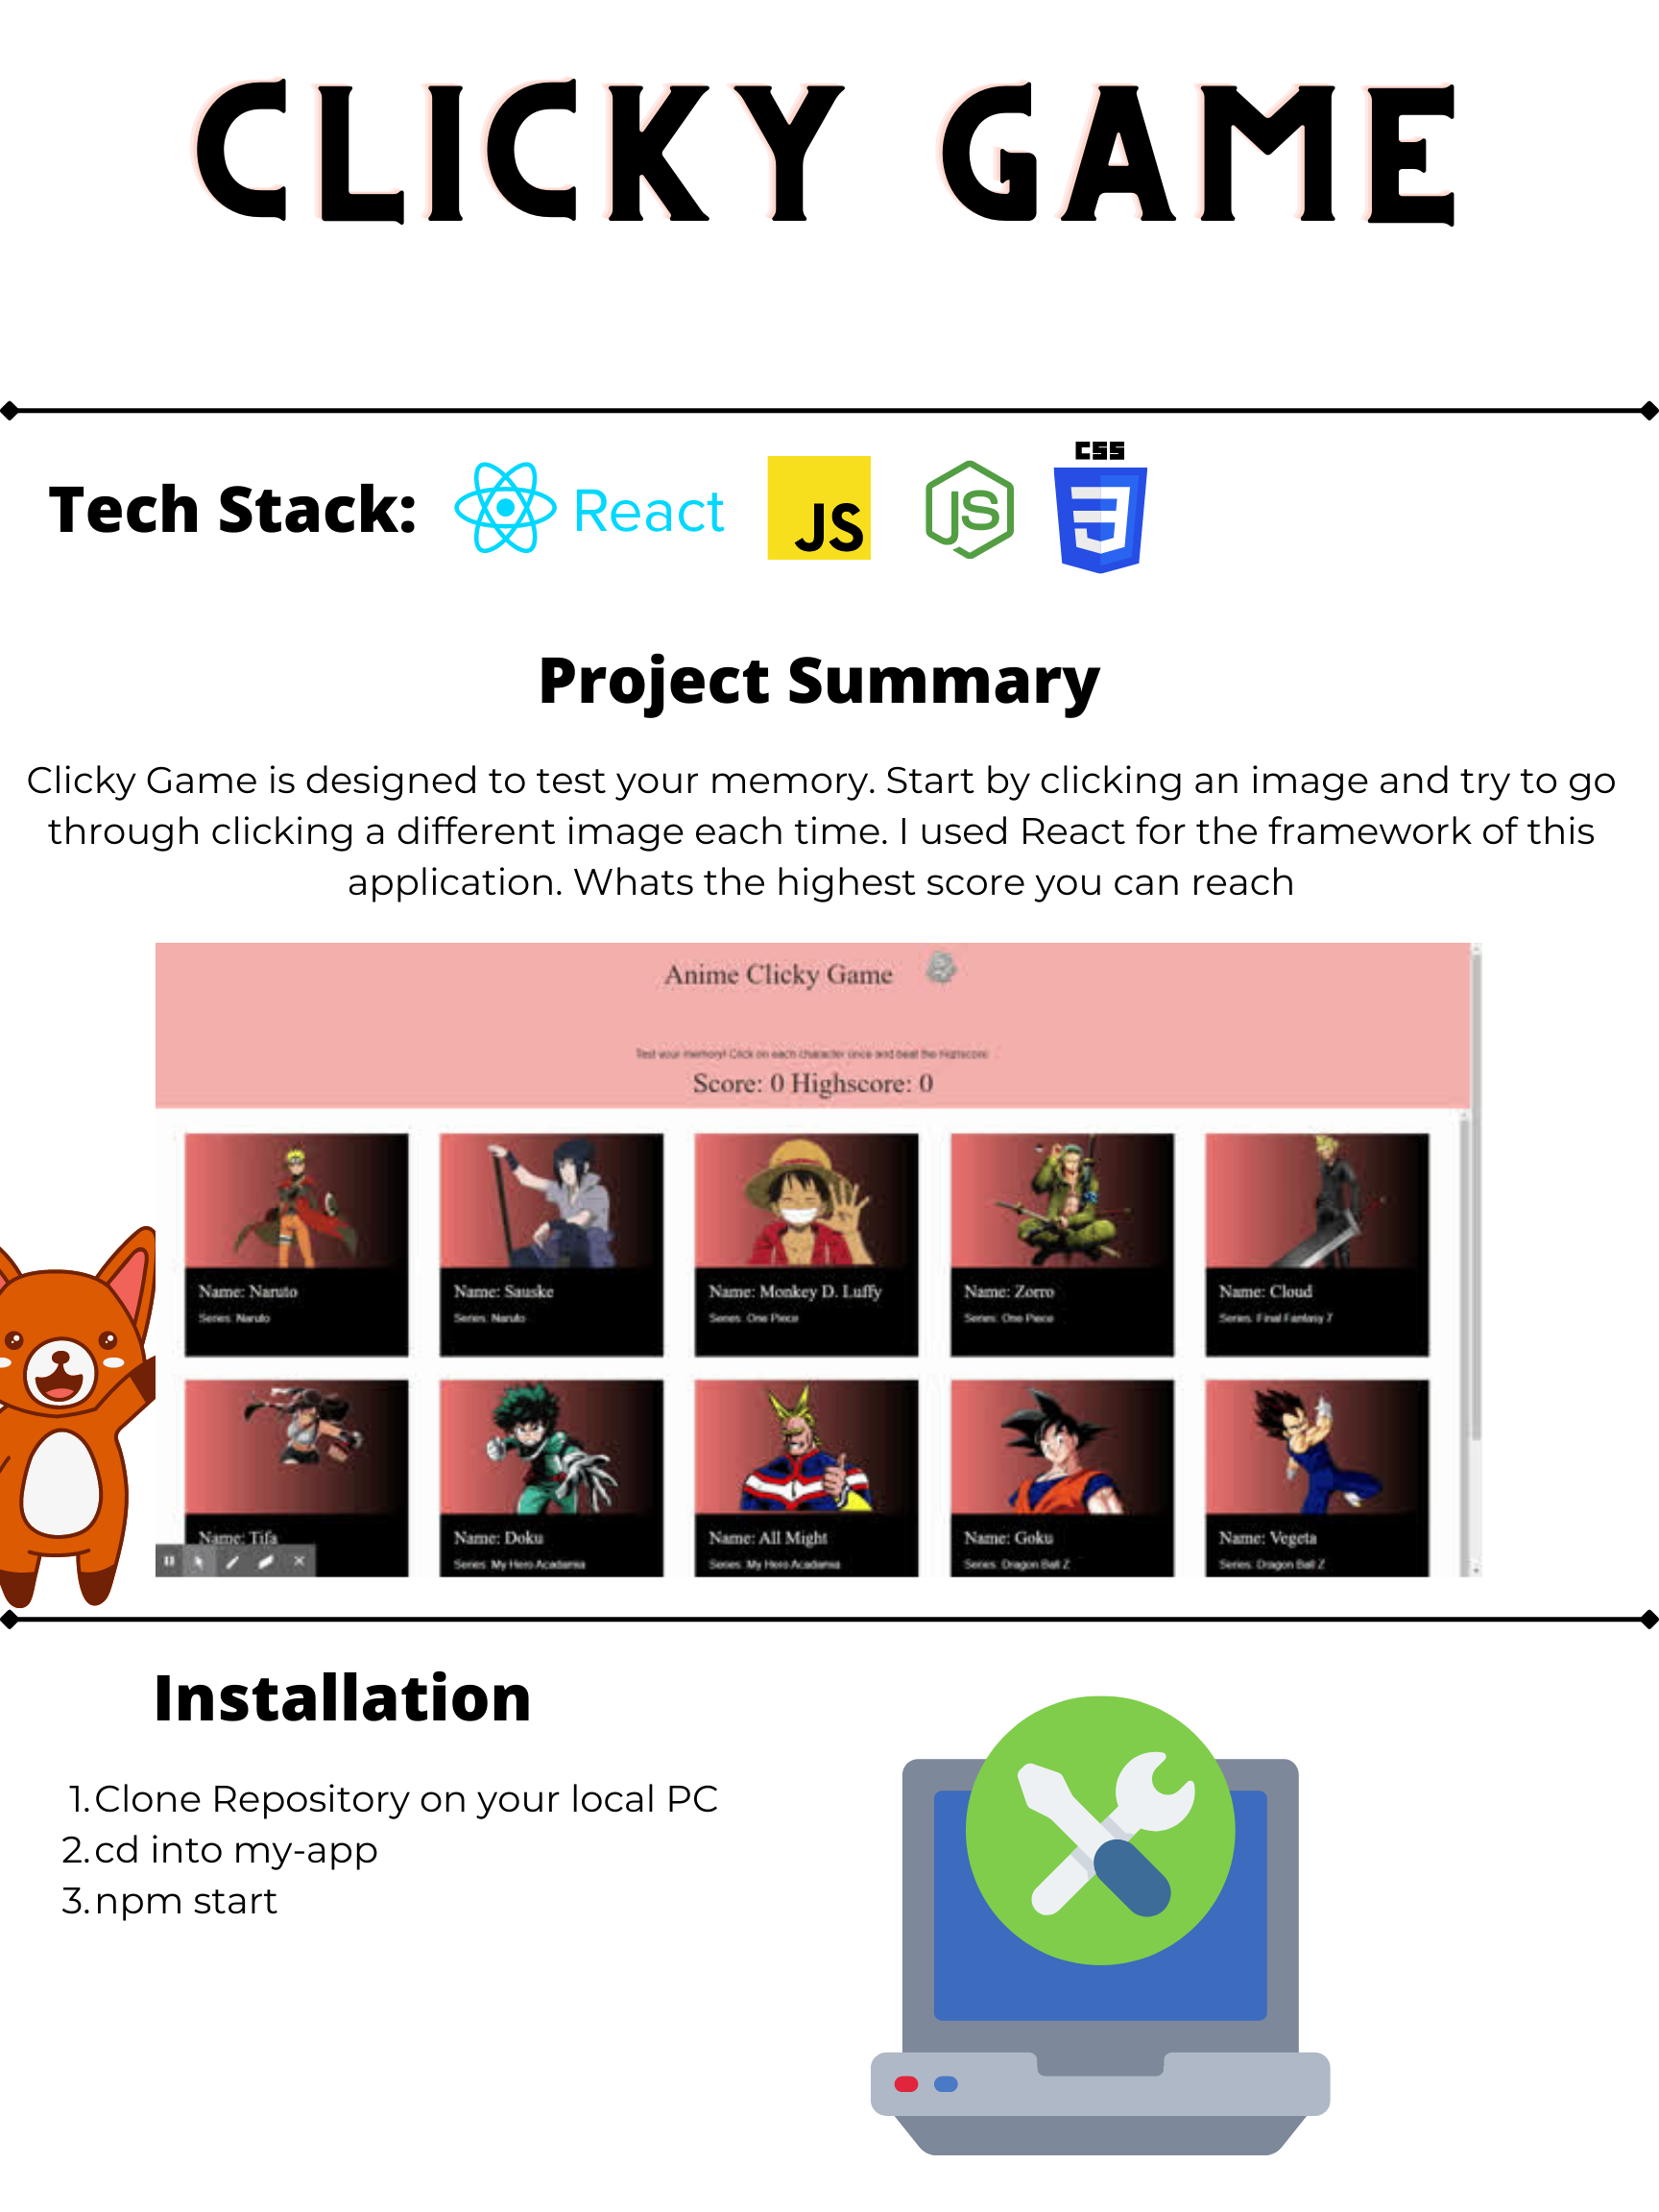 CLICKY GAME
Tech Stack:
React
JS
JS
CSS
Project Summary
Clicky Game is designed to test your memory. Start by clicking an image and try to go
through clicking a different image each time. I used React for the framework of this
application. Whats the highest score you can reach
Anime Clicky Game
Test your memory! Click on each character once and beat the Highscore
Score: 0 Highscore: 0
Name: Naruto
Series: Naruto
Name: Sauske
Series: Naruto
Name: Monkey D. Luffy
Series: One Piece
Name: Zorro
Series: One Piece
Name: Cloud
Series: Final Fantasy 7
Name: Tifa
Name: Doku
Series: My Hero Acadamia
Name: All Might
Series: My Hero Acadamia
Name: Goku
Series: Dragon Ball Z
Name: Vegeta
Series: Dragon Ball Z
Installation
1. Clone Repository on your local PC
2. cd into my-app
3. npm start